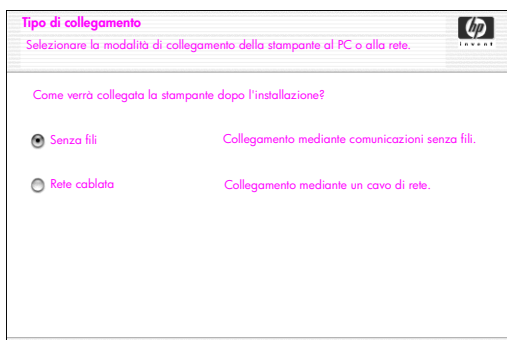 Tipo di collegamento
Selezionare la modalità di collegamento della stampante al PC o alla rete.
hp
invent
Come verrà collegata la stampante dopo l'installazione?
Senza fili
Collegamento mediante comunicazioni senza fili.
Rete cablata
Collegamento mediante un cavo di rete.